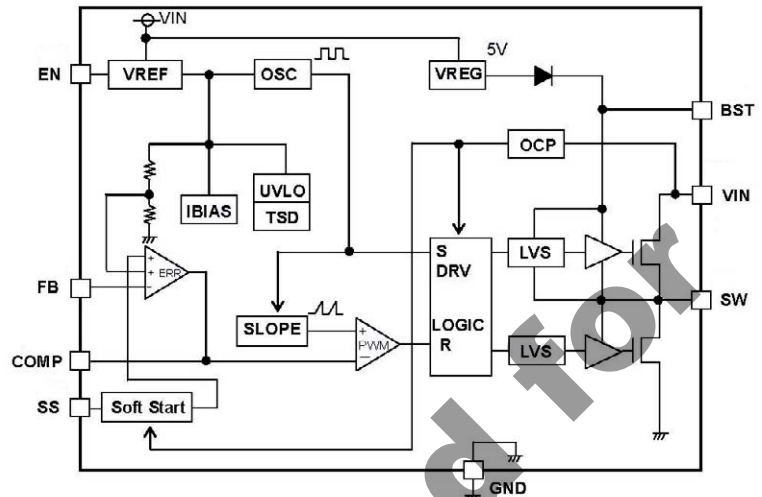 VIN
EN
VREF
OSC
5V
VREG
BST
OCP
VIN
IBIAS
UVLO
TSD
+
+
-
ERR
FB
S
DRV
LOGIC
R
LVS
SW
SLOPE
+
-
PWM
LVS
COMP
SS
Soft Start
GND
d for